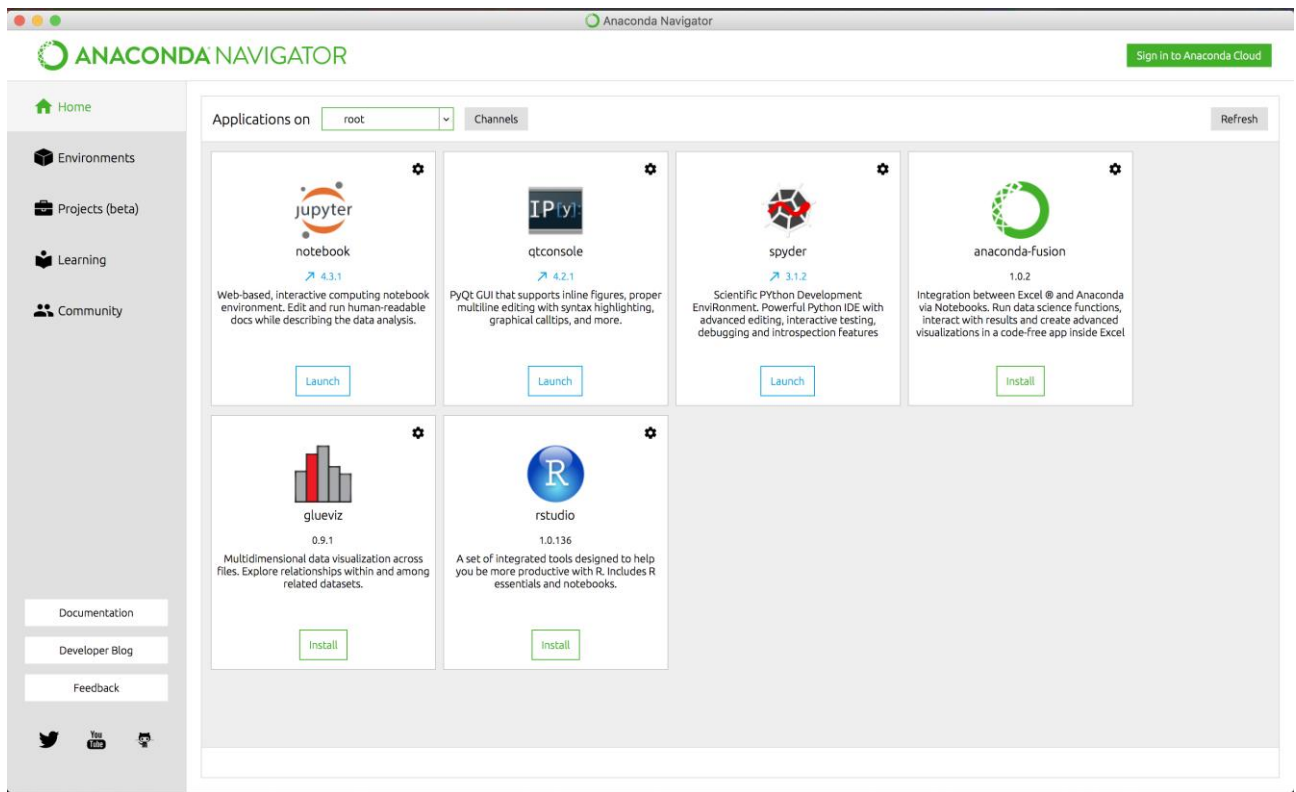 Anaconda Navigator
ANACONDA NAVIGATOR
Sign in to Anaconda Cloud
Home
Environments
Projects (beta)
Learning
Community
Documentation
Developer Blog
Feedback
You
Tube
Applications on root Channels Refresh
jupyter
notebook
4.3.1
Web-based, interactive computing notebook
environment. Edit and run human-readable
docs while describing the data analysis.
Launch
IP[y]:
qtconsole
4.2.1
PyQt GUI that supports inline figures, proper
multiline editing with syntax highlighting,
graphical calltips, and more.
Launch
spyder
3.1.2
Scientific PYthon Development
EnviRonment. Powerful Python IDE with
advanced editing, interactive testing,
debugging and introspection features
Launch
anaconda-fusion
1.0.2
Integration between Excel ® and Anaconda
via Notebooks. Run data science functions,
interact with results and create advanced
visualizations in a code-free app inside Excel
Install
glueviz
0.9.1
Multidimensional data visualization across
files. Explore relationships within and among
related datasets.
Install
R
rstudio
1.0.136
A set of integrated tools designed to help
you be more productive with R. Includes R
essentials and notebooks.
Install